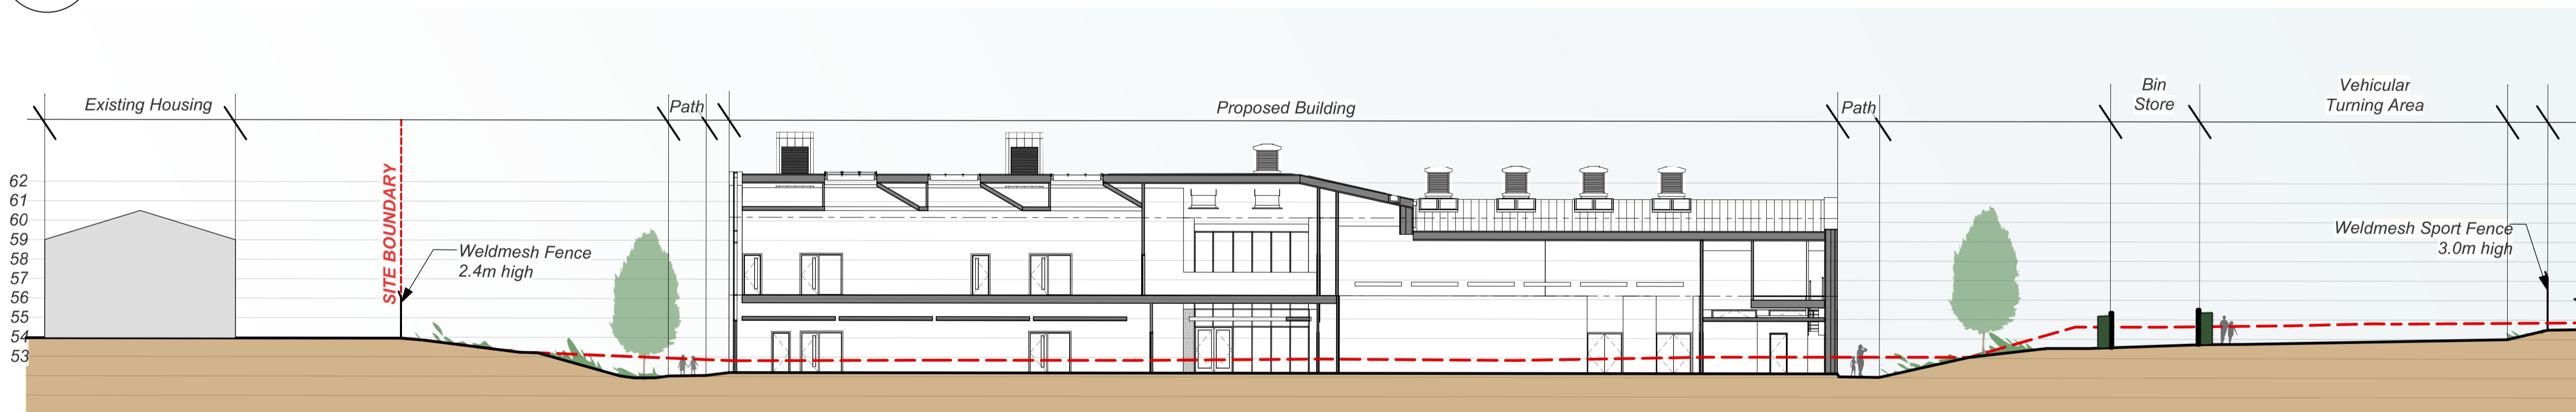 Existing Housing
Path
Proposed Building
Path
Bin
Store
Vehicular
Turning Area
SITE BOUNDARY
Weldmesh Fence
2.4m high
Weldmesh Sport Fence
3.0m high
62
61
60
59
58
57
56
55
54
53